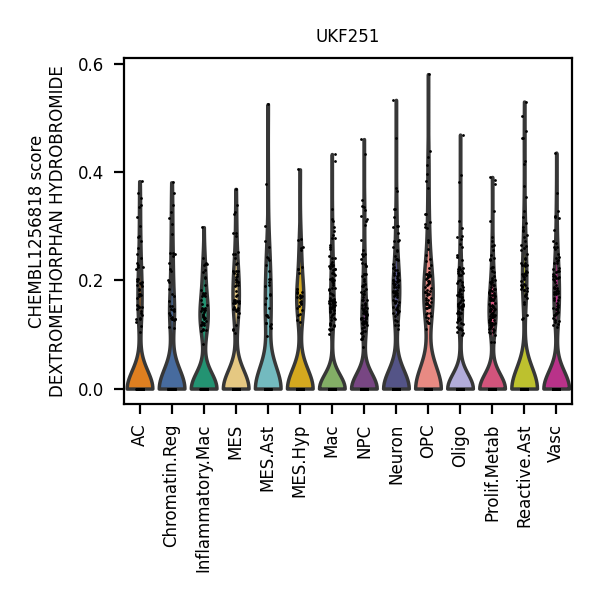 UKF251
CHEMBL1256818 score
DEXTROMETHORPHAN HYDROBROMIDE
0.6
0.4
0.2
0.0
AC
Chromatin.Reg
Inflammatory.Mac
MES
MES.Ast
MES.Hyp
Mac
NPC
Neuron
OPC
Oligo
Prolif.Metab
Reactive.Ast
Vasc